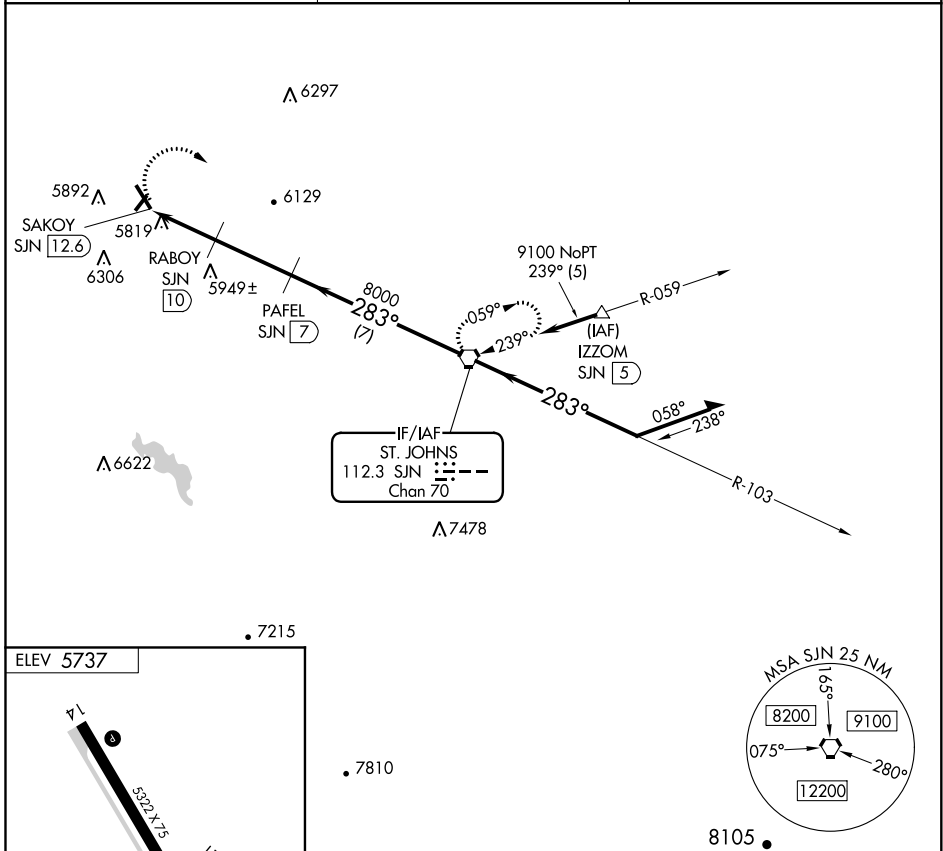 6297
5892
6129
SAKOY
SJN 12.6
5819
6306
RABOY
SJN
10
5949±
PAFEL
SJN 7
8000
283°
(7)
9100 NoPT
239° (5)
R-059
059°
239°
(IAF)
IZZOM
SJN 5
283°
058°
238°
R-103
IF/IAF
ST. JOHNS
112.3 SJN
Chan 70
6622
7478
7215
ELEV 5737
14
P
5322 X 75
7810
MSA SJN 25 NM
165°
8200
9100
075°
280°
12200
8105